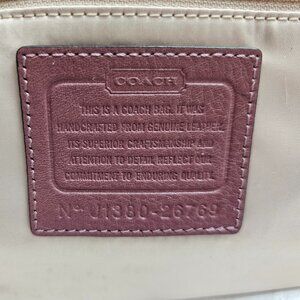 COACH
THIS IS A COACH BAG. IT WAS
HANDCRAFTED FROM GENUINE LEATHER.
ITS SUPERIOR CRAFTSMANSHIP AND
ATTENTION TO DETAIL REFLECT OUR
COMMITMENT TO ENDURING QUALITY.
Nº J1380-26769